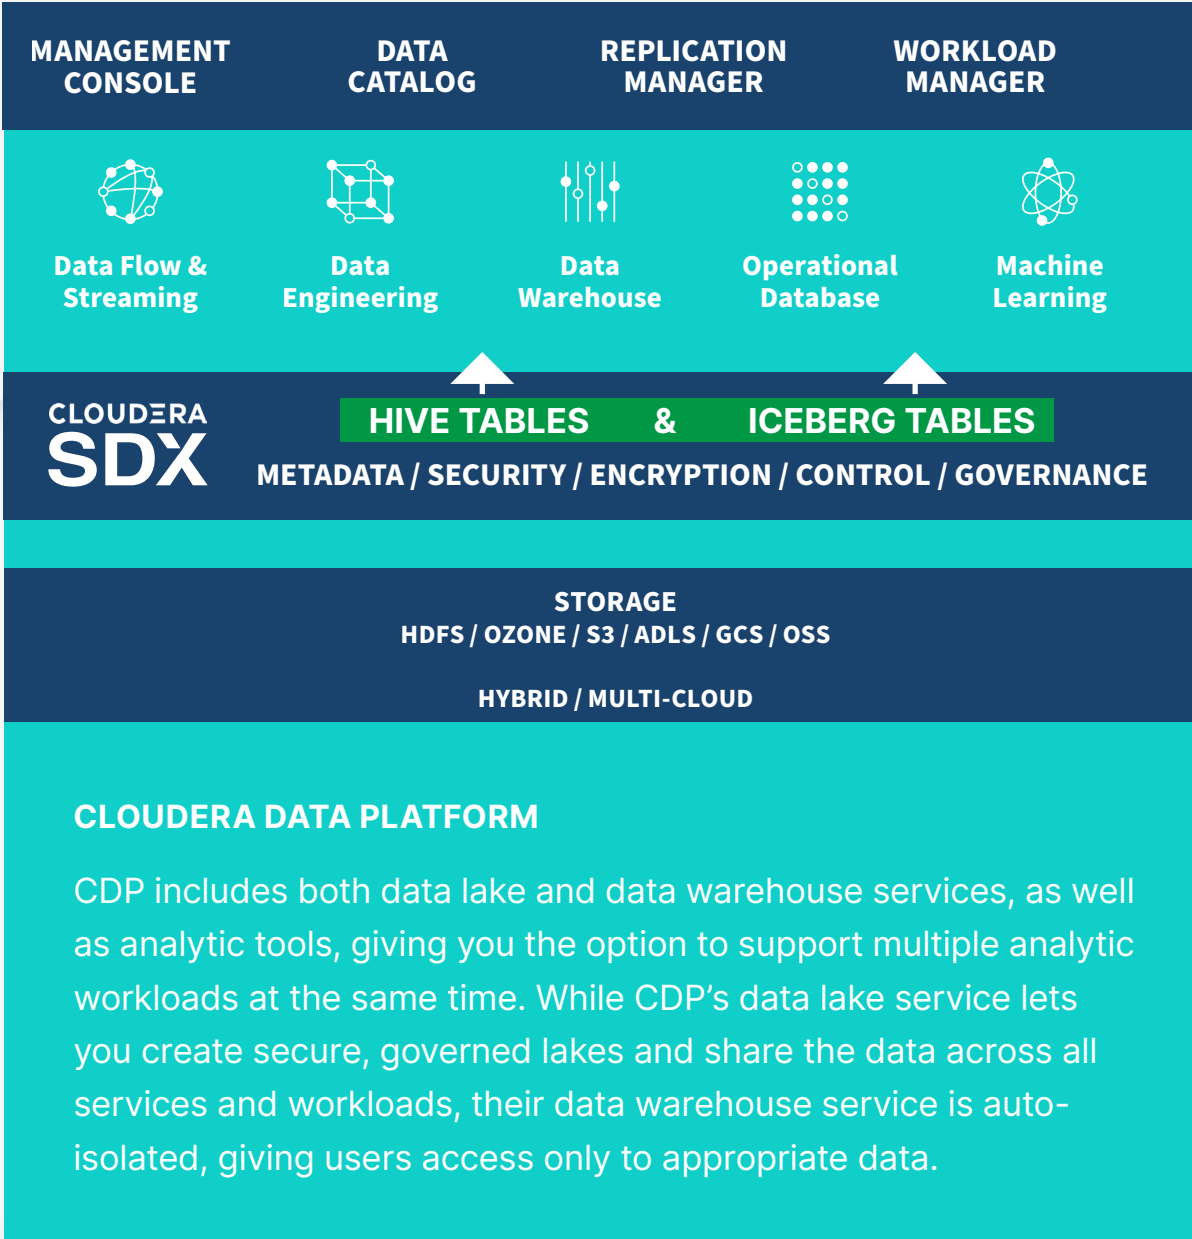 MANAGEMENT
CONSOLE
DATA
CATALOG
REPLICATION
MANAGER
WORKLOAD
MANAGER
Data Flow &
Streaming
Data
Engineering
Data
Warehouse
Operational
Database
Machine
Learning
CLOUDERA
SDX
HIVE TABLES & ICEBERG TABLES
METADATA / SECURITY / ENCRYPTION / CONTROL / GOVERNANCE
STORAGE
HDFS / OZONE / S3 / ADLS / GCS / OSS
HYBRID / MULTI-CLOUD
CLOUDERA DATA PLATFORM
CDP includes both data lake and data warehouse services, as well
as analytic tools, giving you the option to support multiple analytic
workloads at the same time. While CDP’s data lake service lets
you create secure, governed lakes and share the data across all
services and workloads, their data warehouse service is auto-
isolated, giving users access only to appropriate data.